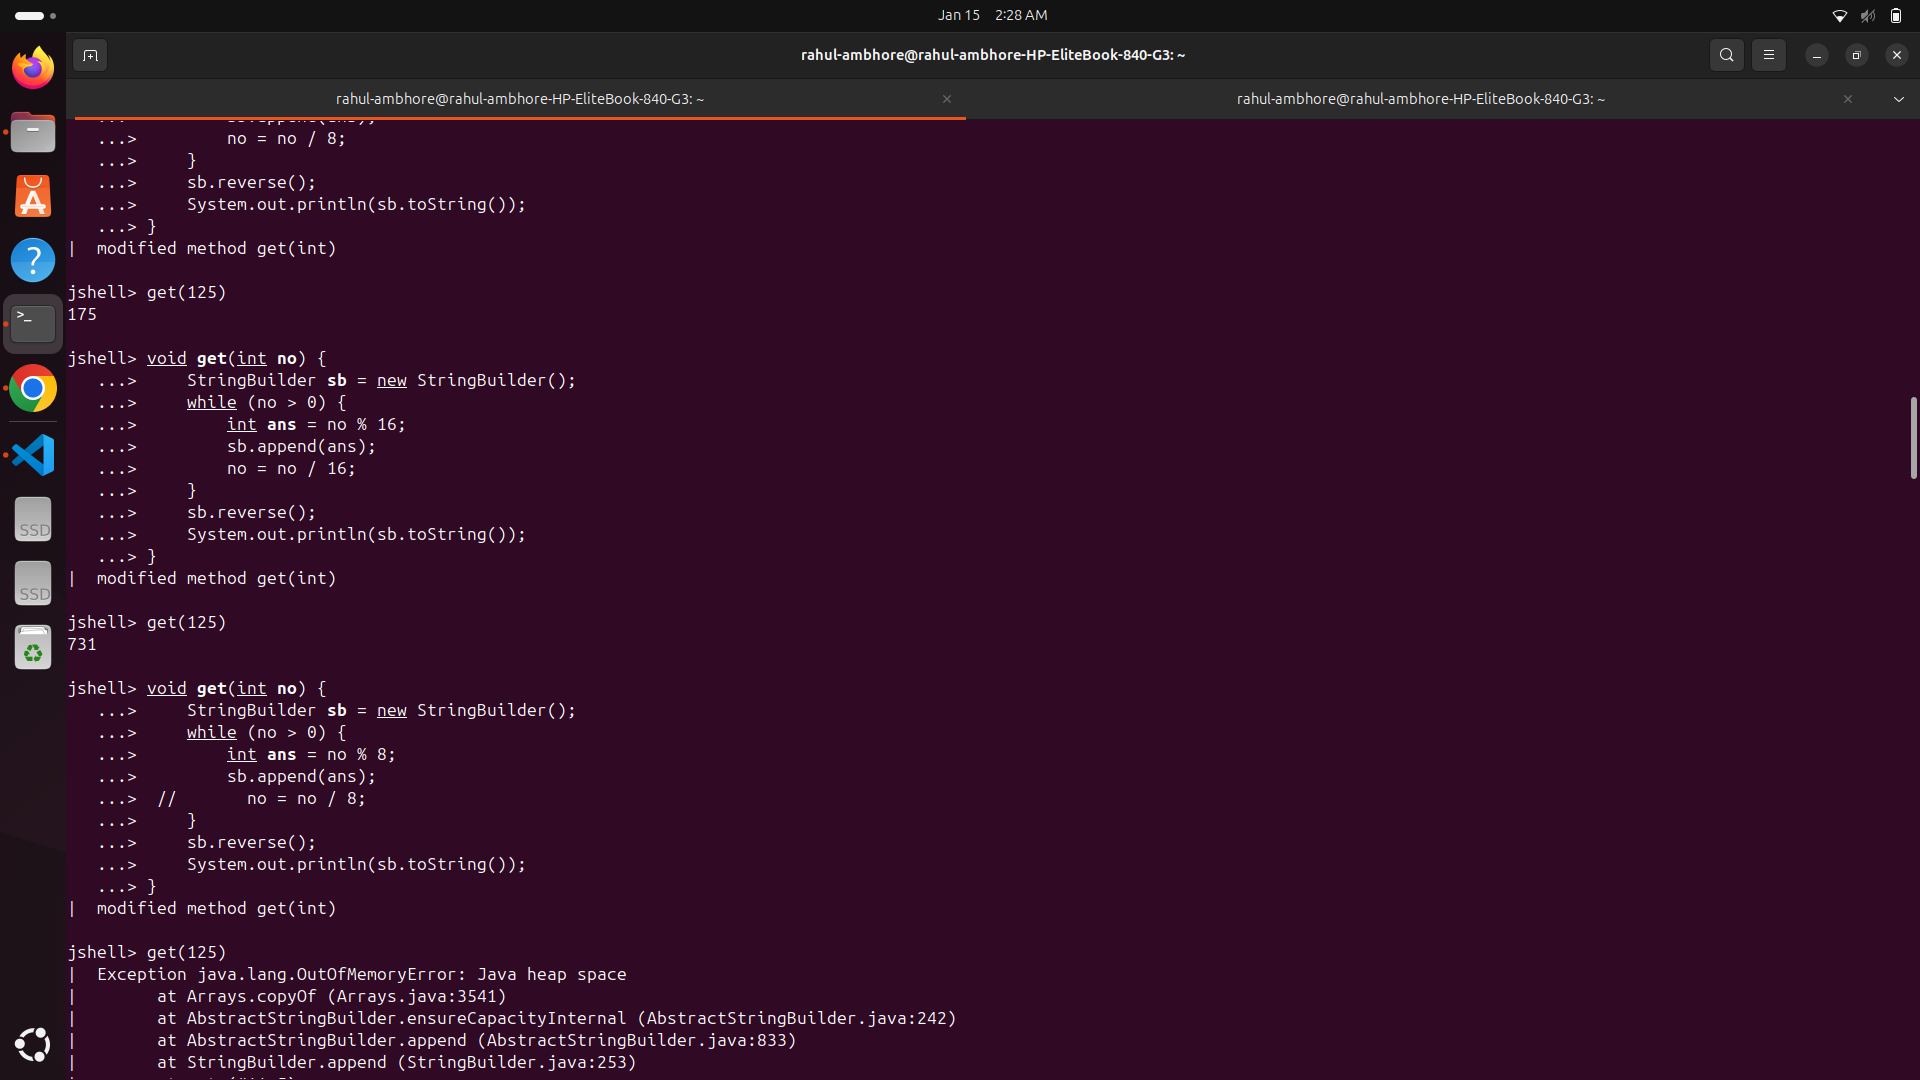 Jan 15 2:28 AM
rahul-ambhore@rahul-ambhore-HP-EliteBook-840-G3: ~
rahul-ambhore@rahul-ambhore-HP-EliteBook-840-G3: ~
rahul-ambhore@rahul-ambhore-HP-EliteBook-840-G3: ~
...> no = no / 8;
...> }
...> sb.reverse();
...> System.out.println(sb.toString());
...> }
| modified method get(int)
jshell> get(125)
175
jshell> void get(int no) {
...> StringBuilder sb = new StringBuilder();
...> while (no > 0) {
...> int ans = no % 16;
...> sb.append(ans);
...> no = no / 16;
...> }
...> sb.reverse();
...> System.out.println(sb.toString());
...> }
| modified method get(int)
jshell> get(125)
731
jshell> void get(int no) {
...> StringBuilder sb = new StringBuilder();
...> while (no > 0) {
...> int ans = no % 8;
...> sb.append(ans);
...> // no = no / 8;
...> }
...> sb.reverse();
...> System.out.println(sb.toString());
...> }
| modified method get(int)
jshell> get(125)
| Exception java.lang.OutOfMemoryError: Java heap space
| at Arrays.copyOf (Arrays.java:3541)
| at AbstractStringBuilder.ensureCapacityInternal (AbstractStringBuilder.java:242)
| at AbstractStringBuilder.append (AbstractStringBuilder.java:833)
| at StringBuilder.append (StringBuilder.java:253)
SSD
SSD